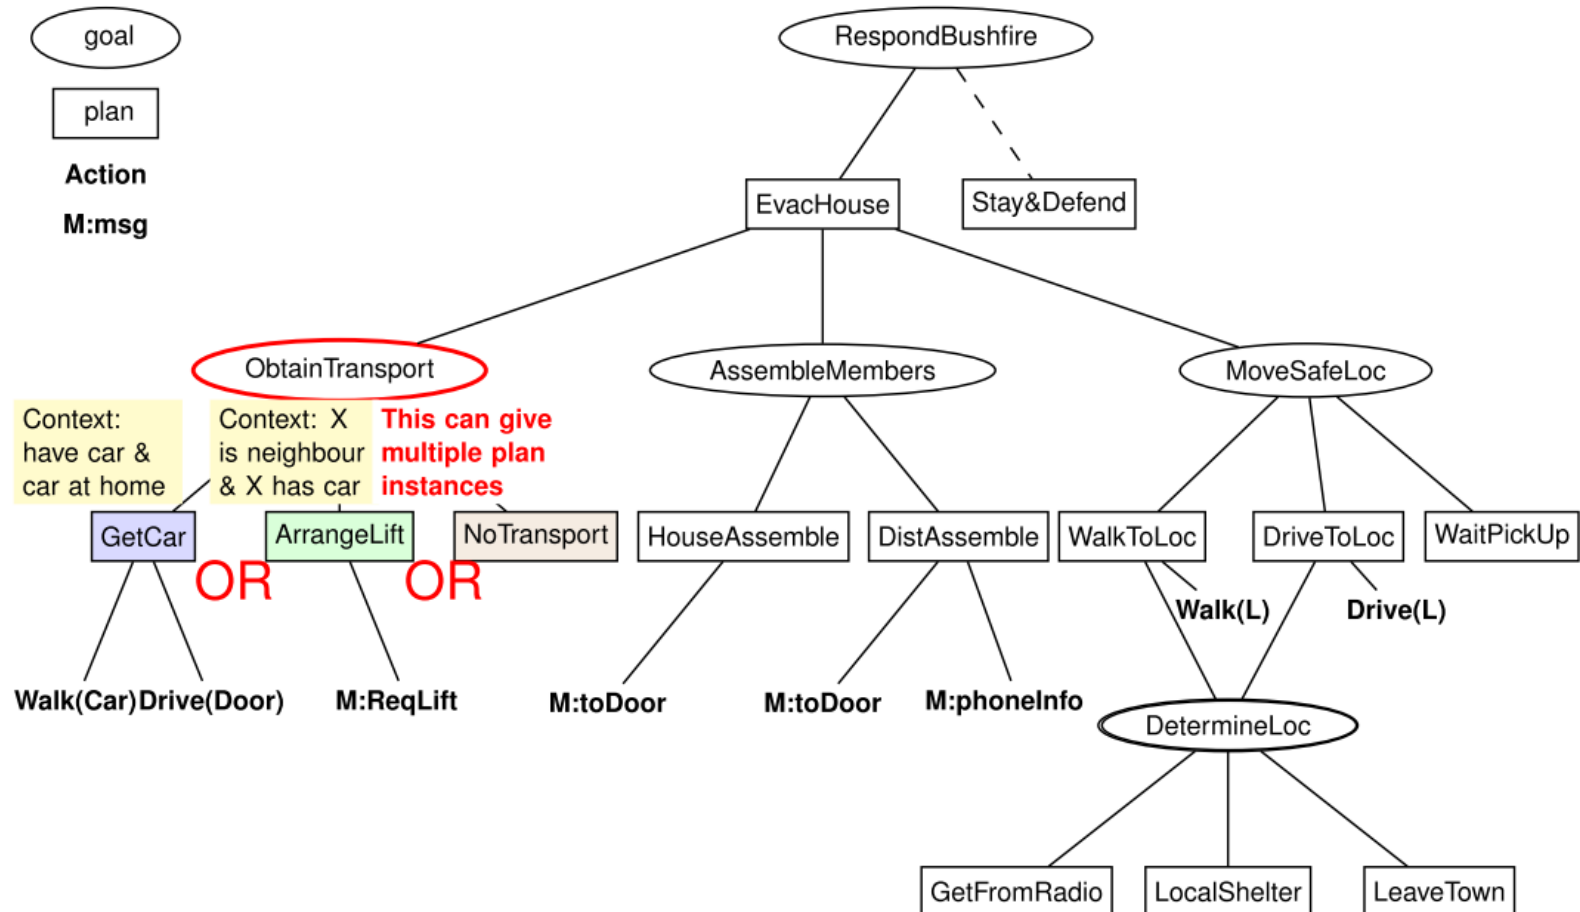 goal
RespondBushfire
plan
Action
M:msg
EvacHouse
Stay&Defend
ObtainTransport
AssembleMembers
MoveSafeLoc
Context:
have car &
car at home
Context: X
is neighbour
& X has car
This can give
multiple plan
instances
GetCar
OR
ArrangeLift
OR
NoTransport
HouseAssemble
DistAssemble
WalkToLoc
DriveToLoc
WaitPickUp
Walk(L)
Drive(L)
Walk(Car)
Drive(Door)
M:ReqLift
M:toDoor
M:toDoor
M:phoneInfo
DetermineLoc
GetFromRadio
LocalShelter
LeaveTown